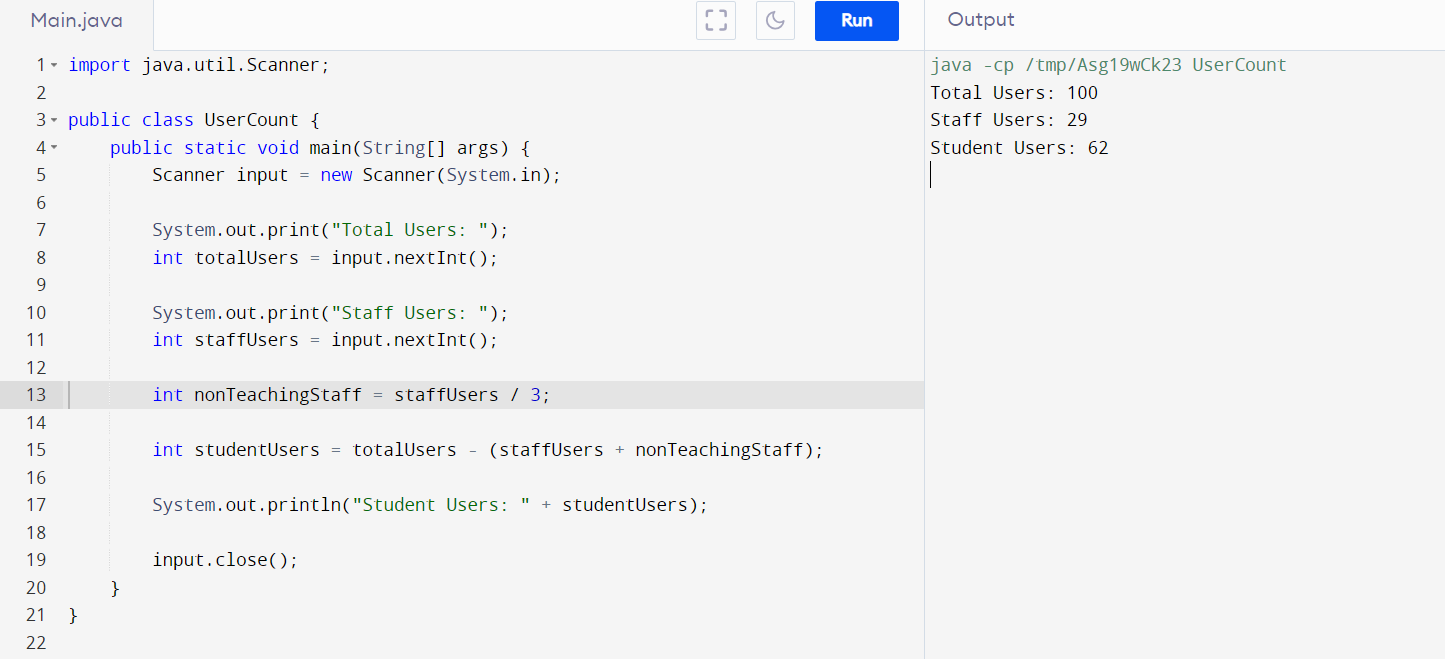 Main.java
Run
Output
1 import java.util.Scanner;
2
3 public class UserCount {
4 public static void main(String[] args) {
5 Scanner input = new Scanner(System.in);
6
7 System.out.print("Total Users: ");
8 int totalUsers = input.nextInt();
9
10 System.out.print("Staff Users: ");
11 int staffUsers = input.nextInt();
12
13 int nonTeachingStaff = staffUsers / 3;
14
15 int studentUsers = totalUsers - (staffUsers + nonTeachingStaff);
16
17 System.out.println("Student Users: " + studentUsers);
18
19 input.close();
20 }
21 }
22
java -cp /tmp/Asg19wCk23 UserCount
Total Users: 100
Staff Users: 29
Student Users: 62